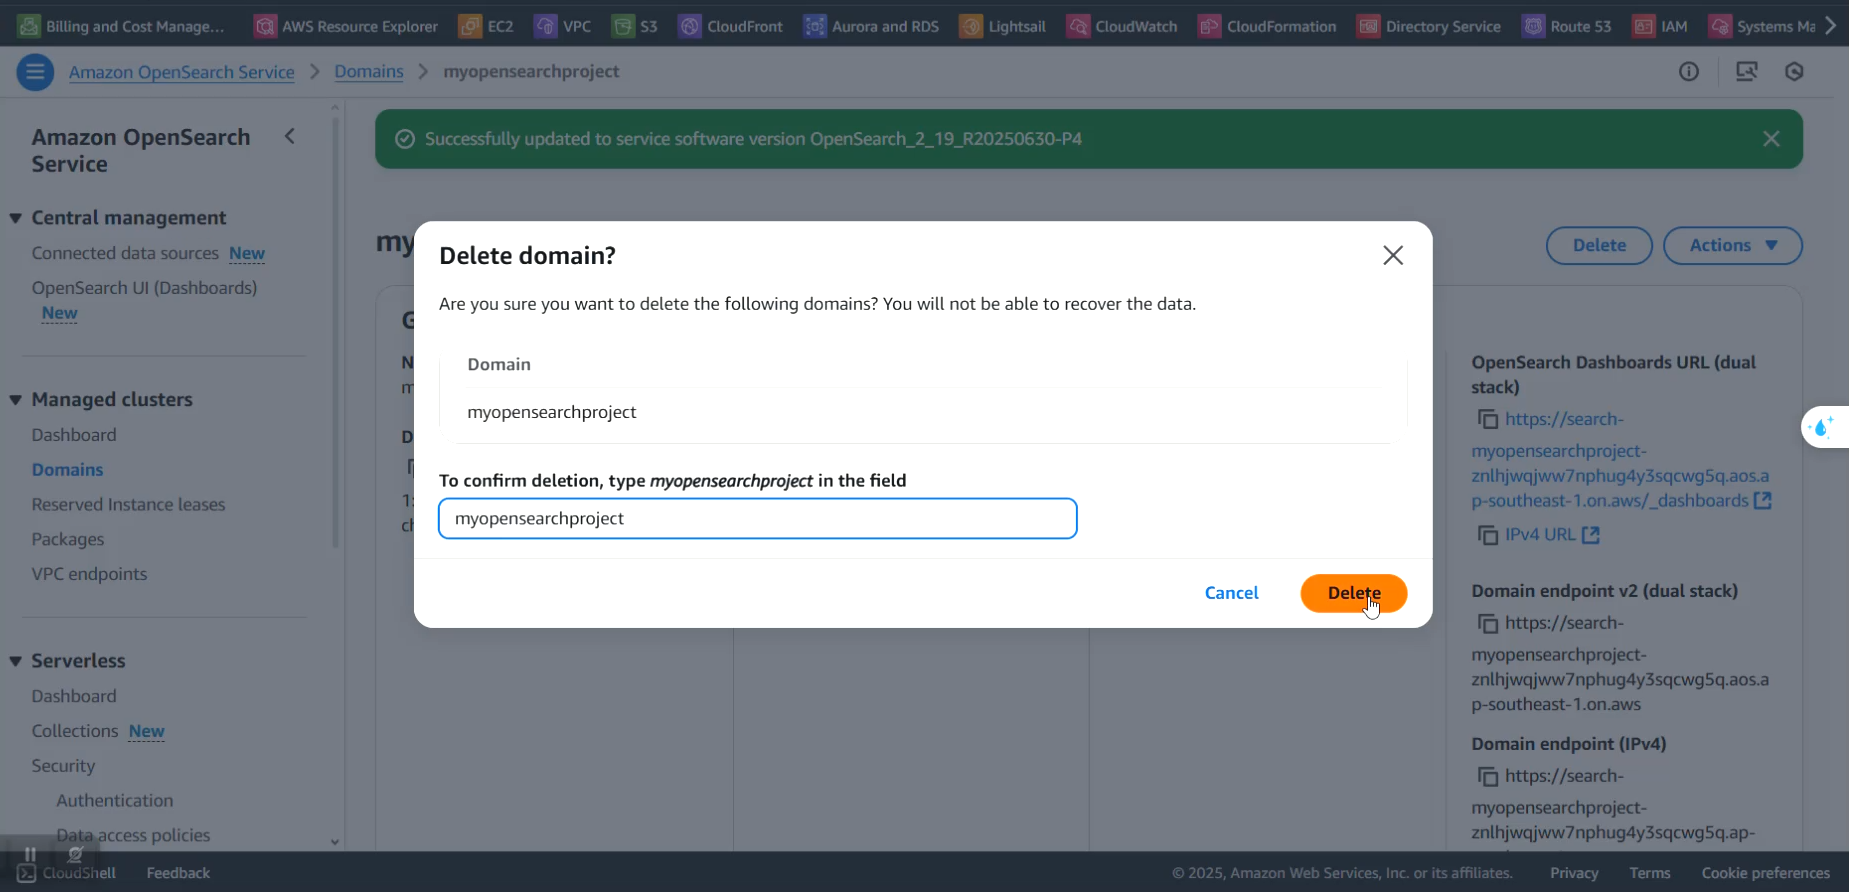 Billing and Cost Manage...
AWS Resource Explorer
EC2
VPC
S3
CloudFront
Aurora and RDS
Lightsail
CloudWatch
CloudFormation
Directory Service
Route 53
IAM
Systems Ma
Amazon OpenSearch Service
Domains
myopensearchproject
Amazon OpenSearch
Service
Central management
Connected data sources New
OpenSearch UI (Dashboards)
New
Managed clusters
Dashboard
Domains
Reserved Instance leases
Packages
VPC endpoints
Serverless
Dashboard
Collections New
Security
Authentication
Data access policies
Successfully updated to service software version OpenSearch_2_19_R20250630-P4
my
Delete
Actions
Delete domain?
Are you sure you want to delete the following domains? You will not be able to recover the data.
Domain
myopensearchproject
To confirm deletion, type myopensearchproject in the field
myopensearchproject
Cancel
Delete
OpenSearch Dashboards URL (dual
stack)
https://search-
myopensearchproject-
znlhjwqjww7nphug4y3sqcwg5q.aos.a
p-southeast-1.on.aws/_dashboards
IPv4 URL
Domain endpoint v2 (dual stack)
https://search-
myopensearchproject-
znlhjwqjww7nphug4y3sqcwg5q.aos.a
p-southeast-1.on.aws
Domain endpoint (IPv4)
https://search-
myopensearchproject-
znlhjwqjww7nphug4y3sqcwg5q.ap-
CloudShell
Feedback
© 2025, Amazon Web Services, Inc. or its affiliates.
Privacy
Terms
Cookie preferences